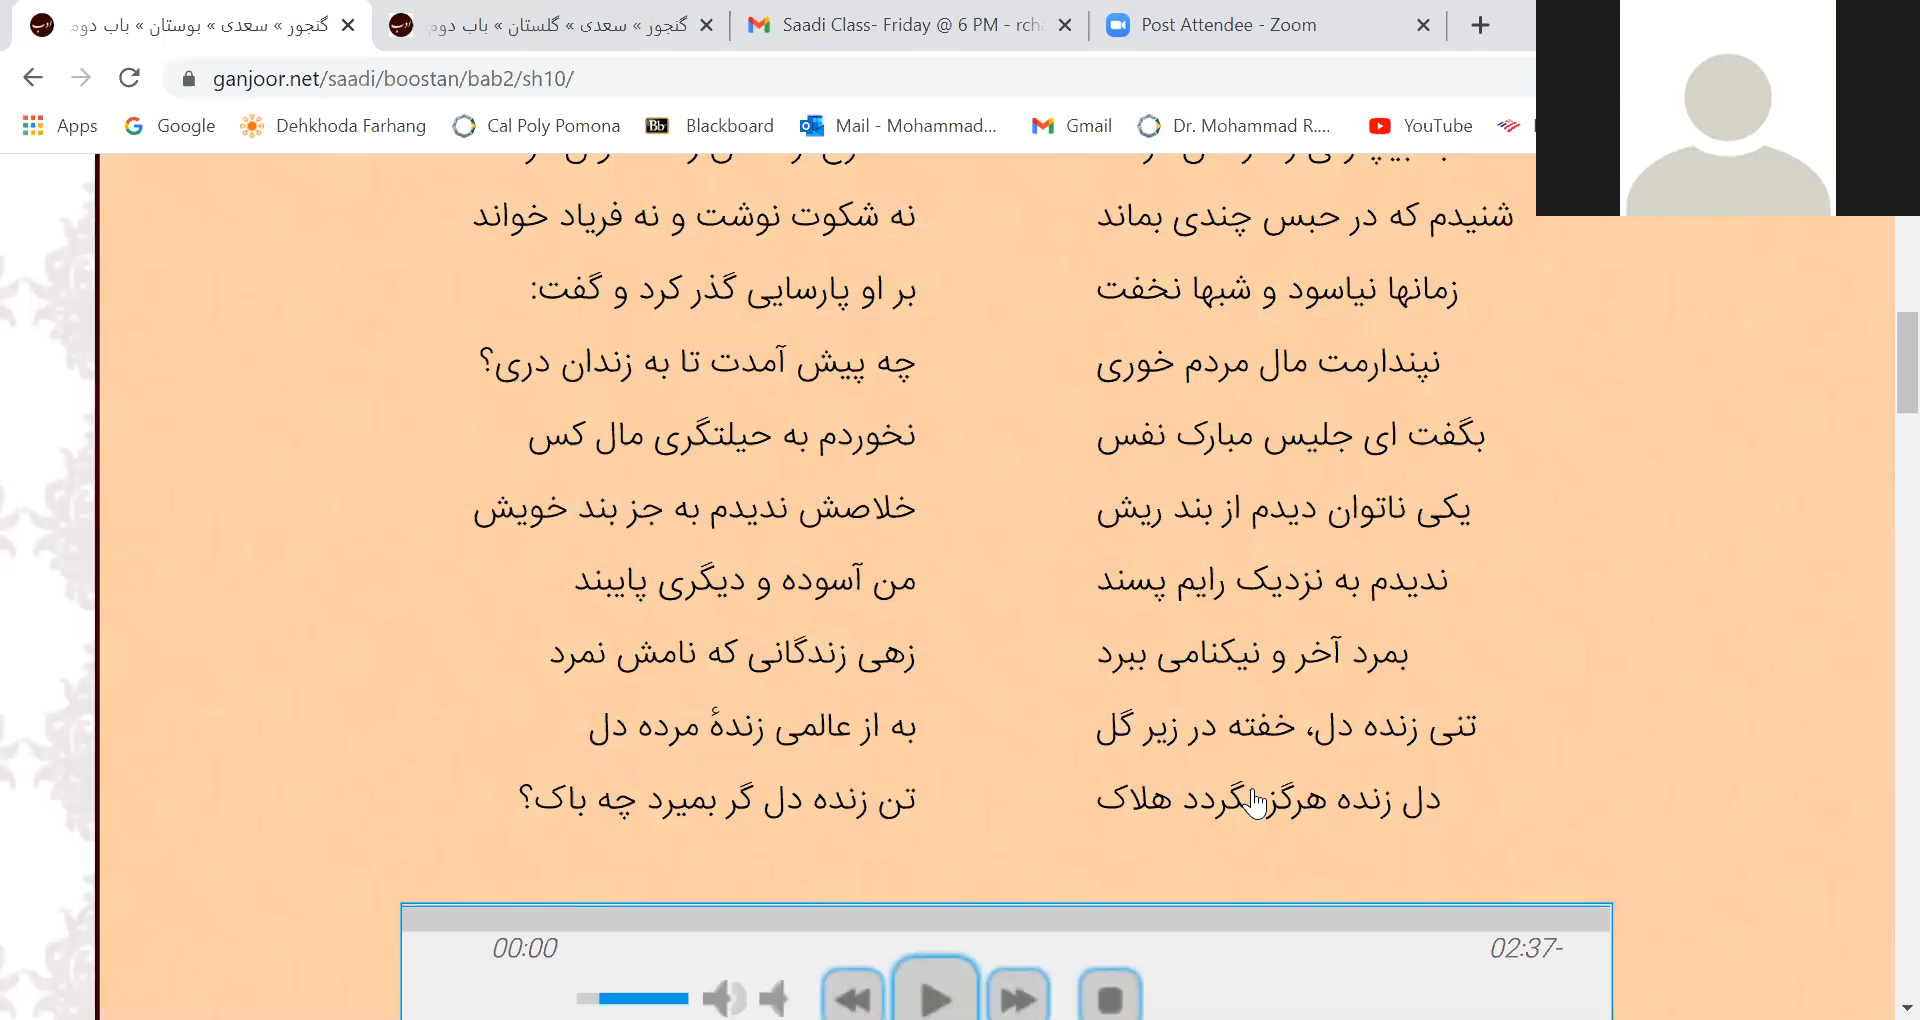 گنجور » سعدی » بوستان » باب دوم
گنجور » سعدی » گلستان » باب دوم
Saadi Class- Friday @ 6 PM - rcha
Post Attendee - Zoom
ganjoor.net/saadi/boostan/bab2/sh10/
Apps Google Dehkhoda Farhang Cal Poly Pomona Bb Blackboard Mail - Mohammad... Gmail Dr. Mohammad R.... YouTube
شنیدم که در حبس چندی بماند نه شکوت نوشت و نه فریاد خواند
زمانها نیاسود و شبها نخفت بر او پارسایی گذر کرد و گفت:
نپندارمت مال مردم خوری چه پیش آمدت تا به زندان دری؟
بگفت ای جلیس مبارک نفس نخوردم به حیلتگری مال کس
یکی ناتوان دیدم از بند ریش خلاصش ندیدم به جز بند خویش
ندیدم به نزدیک رایم پسند من آسوده و دیگری پایبند
بمرد آخر و نیکنامی ببرد زهی زندگانی که نامش نمرد
تنی زنده دل، خفته در زیر گل به از عالمی زندهٔ مرده دل
دل زنده هرگز نگردد هلاک تن زنده دل گر بمیرد چه باک؟
00:00
02:37-